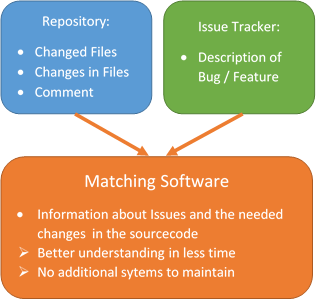 Repository:
• Changed Files
• Changes in Files
• Comment
Issue Tracker:
• Description of
Bug / Feature
Matching Software
• Information about Issues and the needed
changes in the sourcecode
➢ Better understanding in less time
➢ No additional sytems to maintain